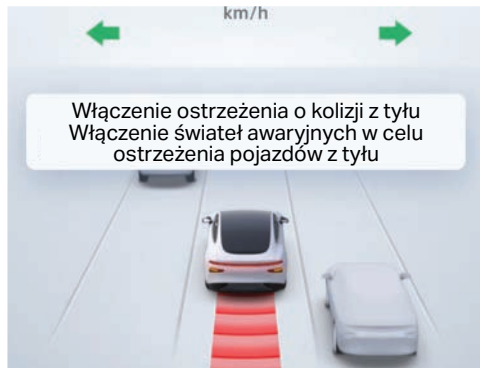 km/h
Włączenie ostrzeżenia o kolizji z tyłu
Włączenie świateł awaryjnych w celu
ostrzeżenia pojazdów z tyłu